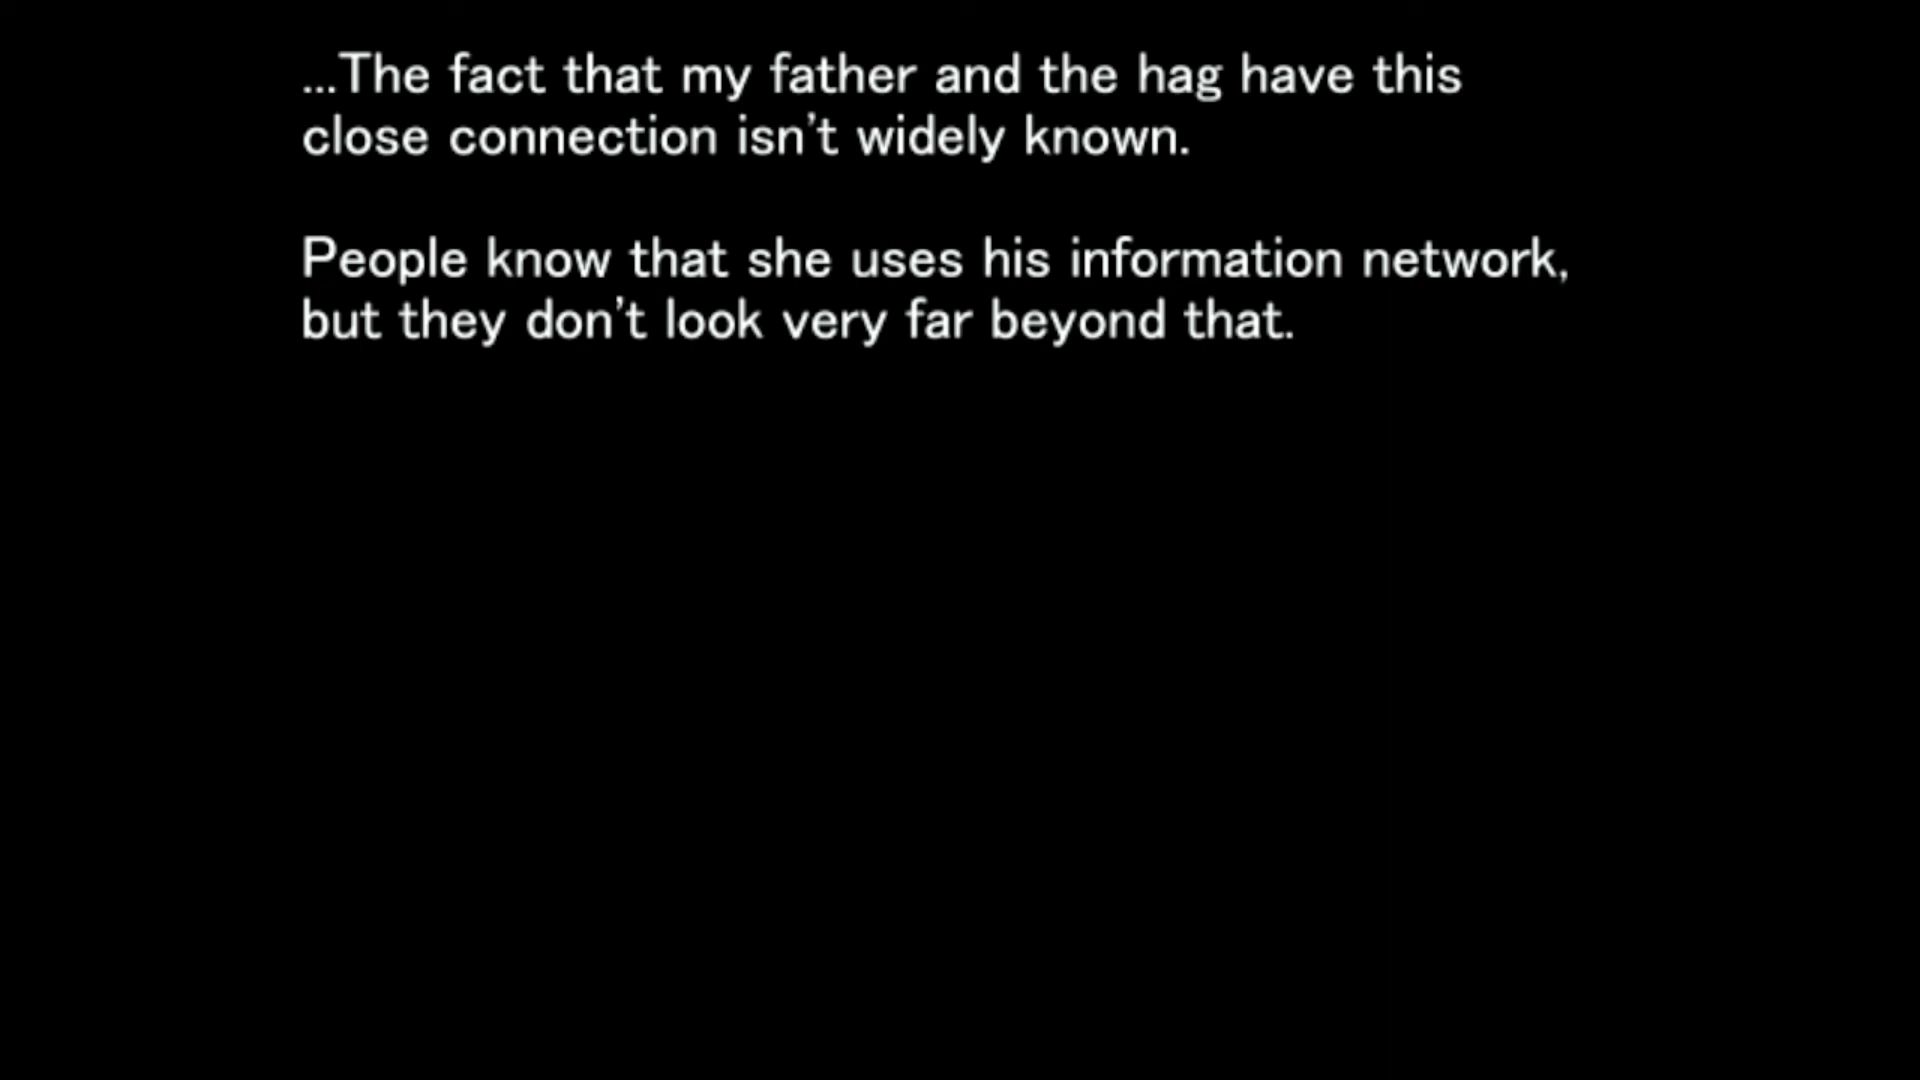 ...The fact that my father and the hag have this
close connection isn't widely known.
People know that she uses his information network,
but they don't look very far beyond that.